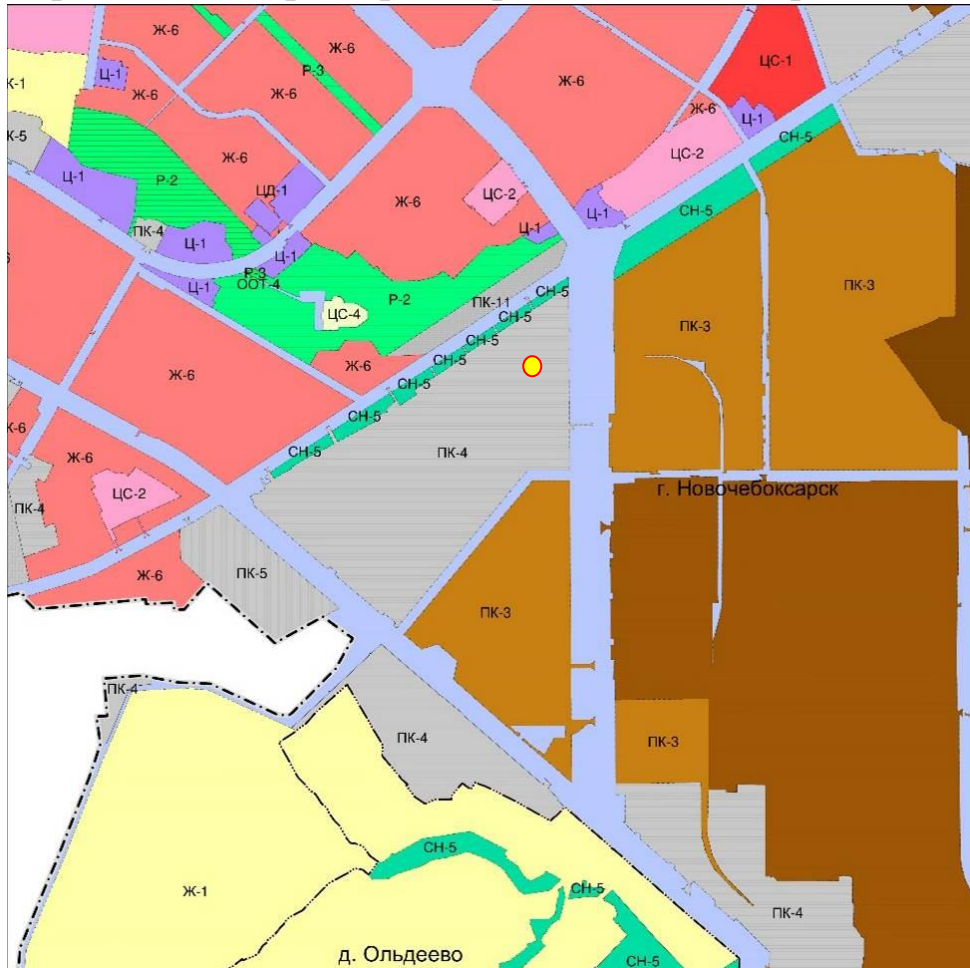 Ж-6
Ж-6
Р-3
Ц-1
Ж-1
Ж-6
Ж-6
Ж-6
ЦС-1
Ж-6
Ц-1
К-5
Ц-1
Р-2
Ж-6
ЦД-1
Ж-6
ЦС-2
ЦС-2
СН-5
СН-5
Ц-1
Ц-1
ПК-4
Ц-1
Ц-1
Р-3
ООТ-4
Ц-1
Р-2
ПК-11
СН-5
СН-5
ЦС-4
ПК-3
ПК-3
СН-5
СН-5
Ж-6
Ж-6
СН-5
СН-5
СН-5
Ж-6
Ж-6
ПК-4
ЦС-2
г. Новочебоксарск
ПК-4
Ж-6
ПК-5
ПК-3
ПК-4
ПК-4
ПК-3
СН-5
Ж-1
СН-5
ПК-4
д. Ольдеево
СН-5